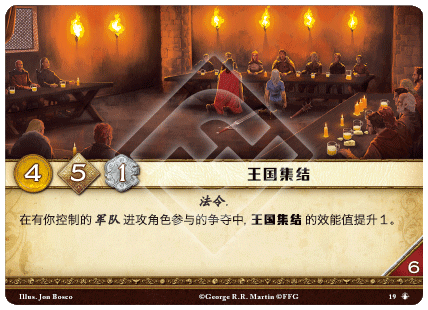 4 5 1 王国集结
法令.
在有你控制的 军队 进攻角色参与的争夺中, 王国集结 的效能值提升 1。
6
Illus. Jon Bosco ©George R.R. Martin ©FFG 19